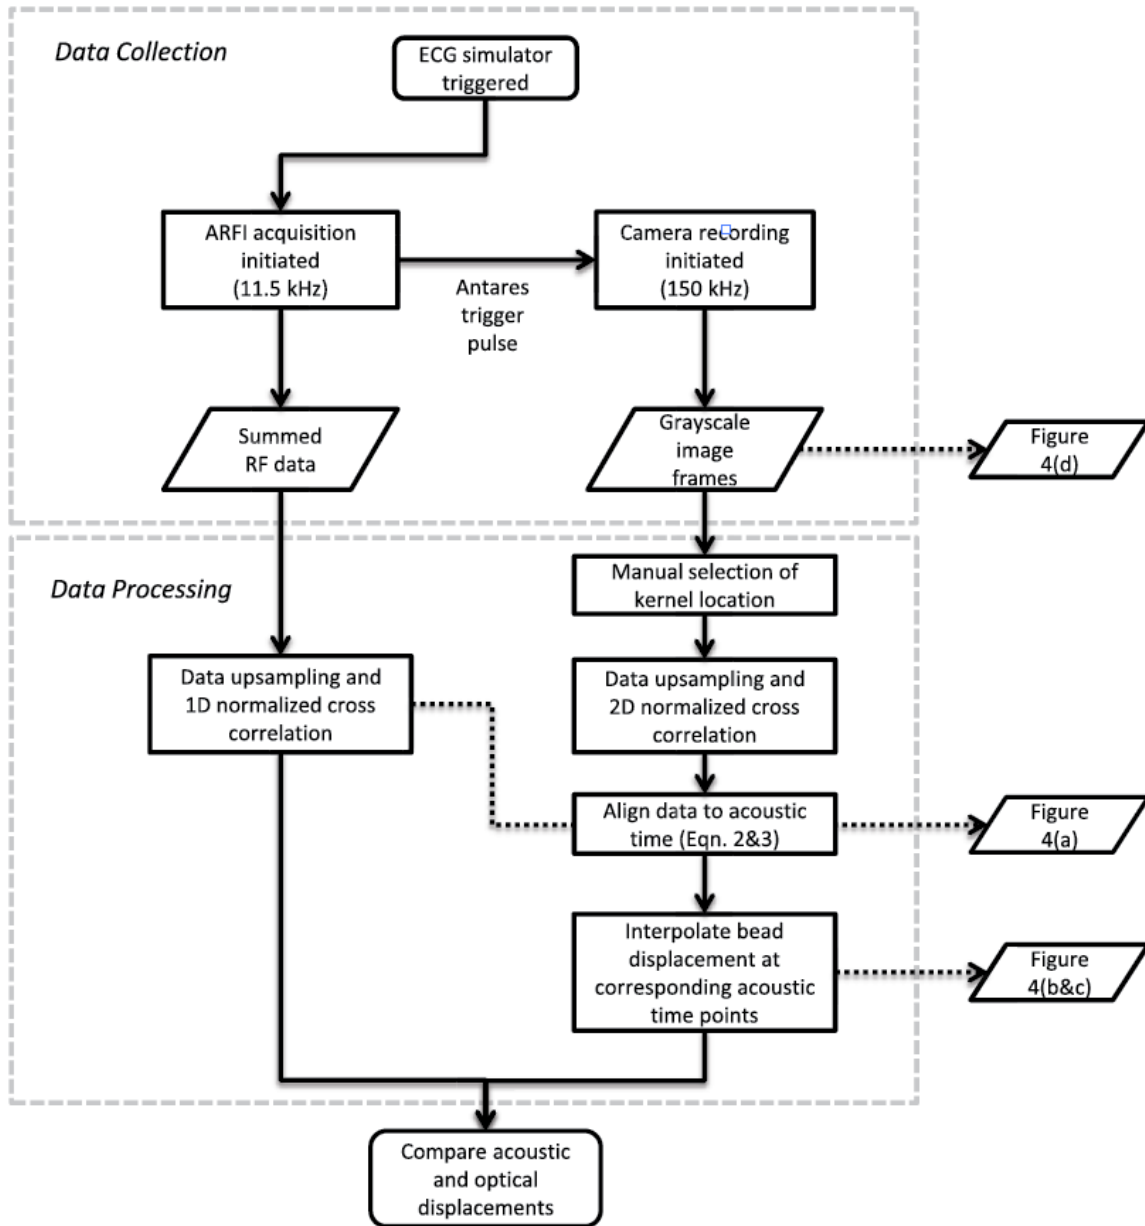 Data Collection
ECG simulator
triggered
ARFI acquisition
initiated
(11.5 kHz)
Antares
trigger
pulse
Camera recording
initiated
(150 kHz)
Summed
RF data
Grayscale
image
frames
Figure
4(d)
Data Processing
Manual selection of
kernel location
Data upsampling and
1D normalized cross
correlation
Data upsampling and
2D normalized cross
correlation
Align data to acoustic
time (Eqn. 2&3)
Figure
4(a)
Interpolate bead
displacement at
corresponding acoustic
time points
Figure
4(b&c)
Compare acoustic
and optical
displacements